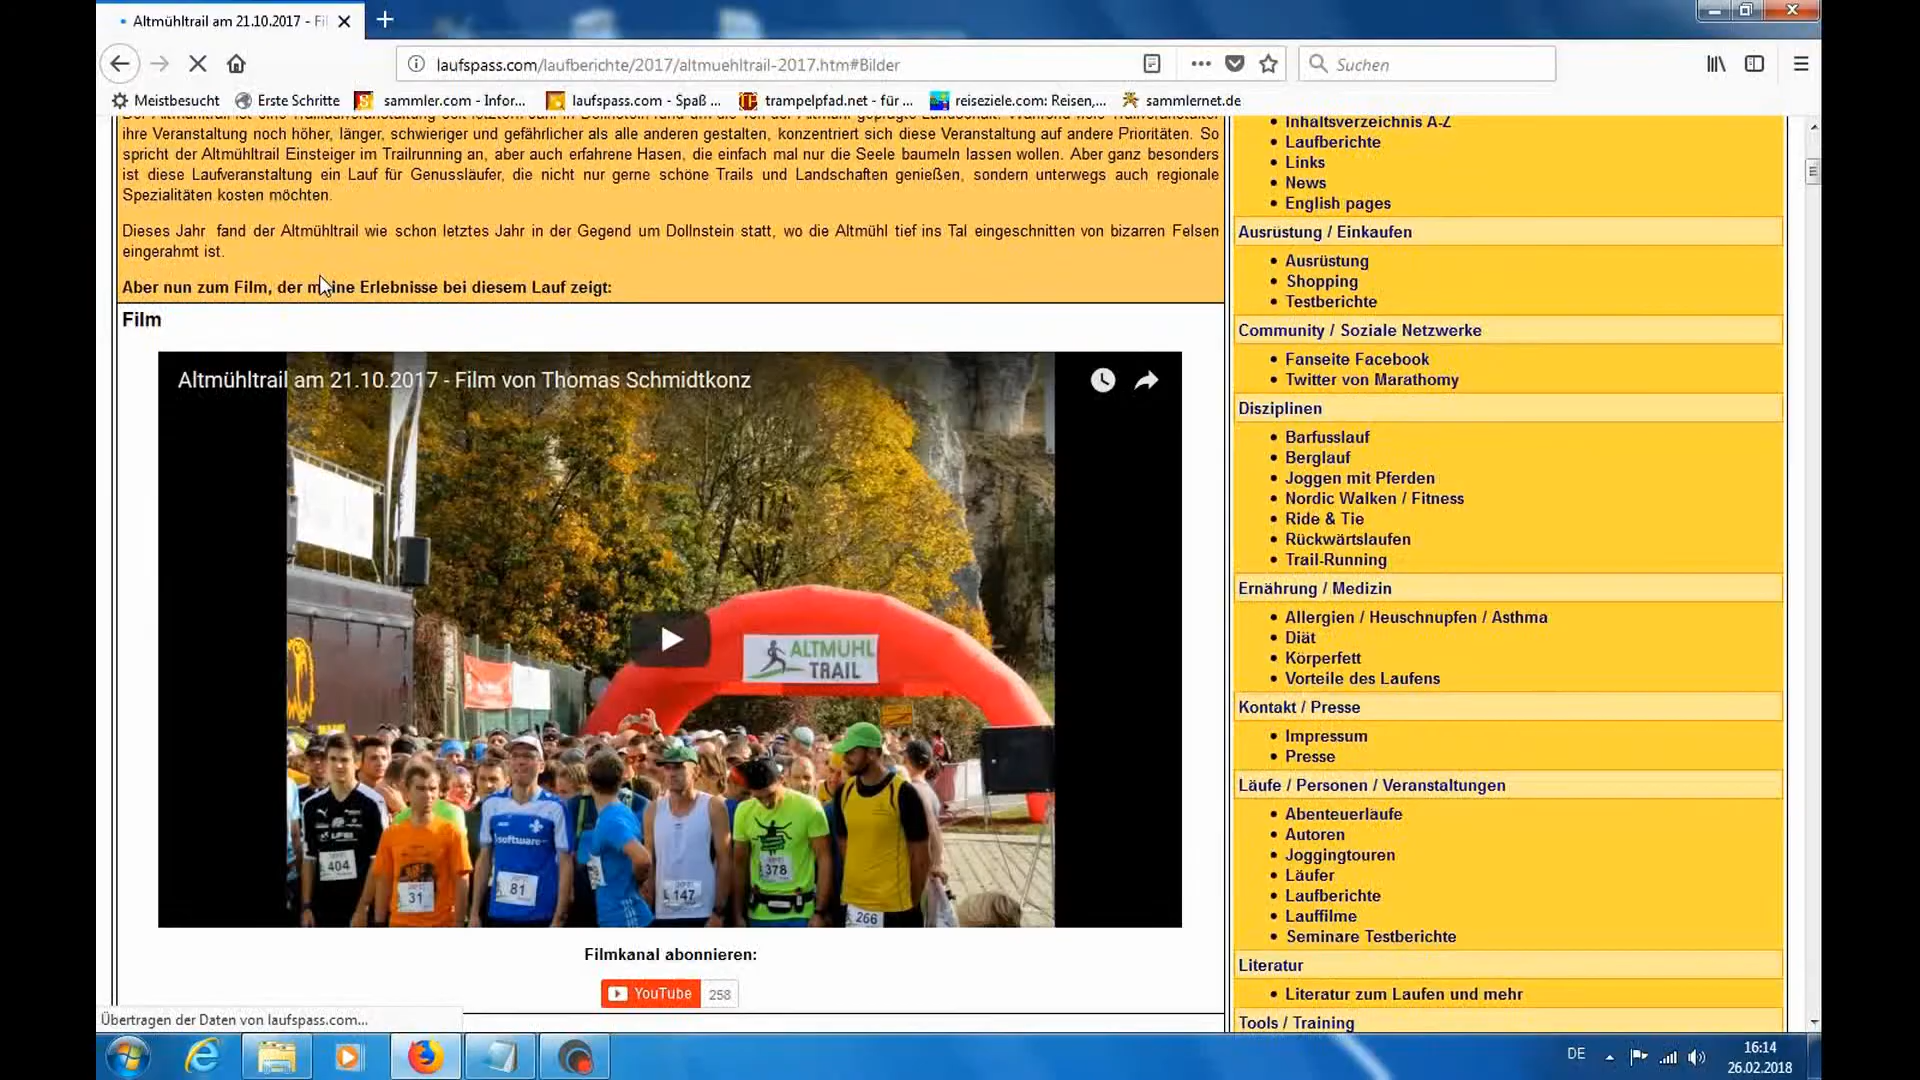 Altmühltrail am 21.10.2017 - Fil
laufspass.com/laufberichte/2017/altmuehltrail-2017.htm#Bilder
Suchen
Meistbesucht
Erste Schritte
sammler.com - Infor...
laufspass.com - Spaß ...
trampelpfad.net - für ...
reiseziele.com: Reisen,...
sammlernet.de
ihre Veranstaltung noch höher, länger, schwieriger und gefährlicher als alle anderen gestalten, konzentriert sich diese Veranstaltung auf andere Prioritäten. So
spricht der Altmühltrail Einsteiger im Trailrunning an, aber auch erfahrene Hasen, die einfach mal nur die Seele baumeln lassen wollen. Aber ganz besonders
ist diese Laufveranstaltung ein Lauf für Genussläufer, die nicht nur gerne schöne Trails und Landschaften genießen, sondern unterwegs auch regionale
Spezialitäten kosten möchten.
Dieses Jahr fand der Altmühltrail wie schon letztes Jahr in der Gegend um Dollnstein statt, wo die Altmühl tief ins Tal eingeschnitten von bizarren Felsen
eingerahmt ist.
Aber nun zum Film, der meine Erlebnisse bei diesem Lauf zeigt:
Film
Altmühltrail am 21.10.2017 - Film von Thomas Schmidtkonz
ALTMÜHL
TRAIL
software
404
31
81
147
378
266
Filmkanal abonnieren:
YouTube 258
Inhaltsverzeichnis A-Z
Laufberichte
Links
News
English pages
Ausrüstung / Einkaufen
Ausrüstung
Shopping
Testberichte
Community / Soziale Netzwerke
Fanseite Facebook
Twitter von Marathomy
Disziplinen
Barfusslauf
Berglauf
Joggen mit Pferden
Nordic Walken / Fitness
Ride & Tie
Rückwärtslaufen
Trail-Running
Ernährung / Medizin
Allergien / Heuschnupfen / Asthma
Diät
Körperfett
Vorteile des Laufens
Kontakt / Presse
Impressum
Presse
Läufe / Personen / Veranstaltungen
Abenteuerläufe
Autoren
Joggingtouren
Läufer
Laufberichte
Lauffilme
Seminare Testberichte
Literatur
Literatur zum Laufen und mehr
Tools / Training
Übertragen der Daten von laufspass.com...
DE
16:14
26.02.2018